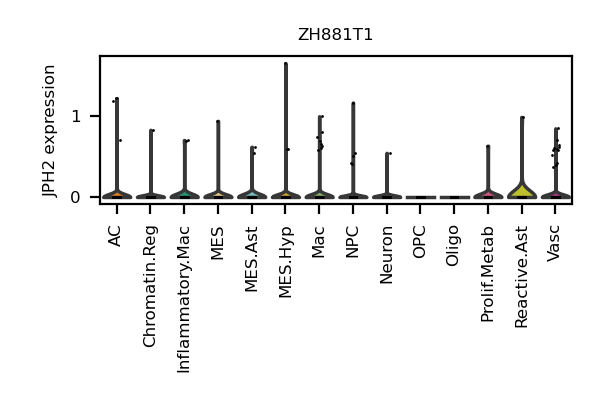 ZH881T1
JPH2 expression
1
0
AC
Chromatin.Reg
Inflammatory.Mac
MES
MES.Ast
MES.Hyp
Mac
NPC
Neuron
OPC
Oligo
Prolif.Metab
Reactive.Ast
Vasc